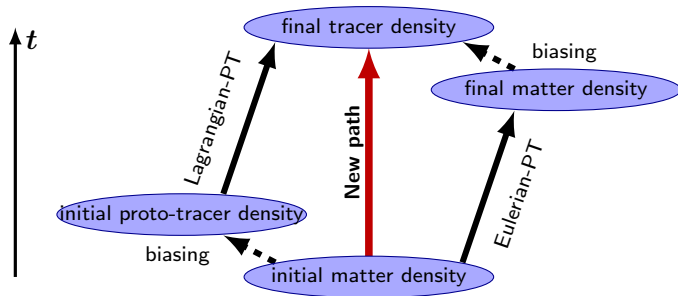 final tracer density
t
biasing
final matter density
Lagrangian-PT
New path
Eulerian-PT
initial proto-tracer density
biasing
initial matter density